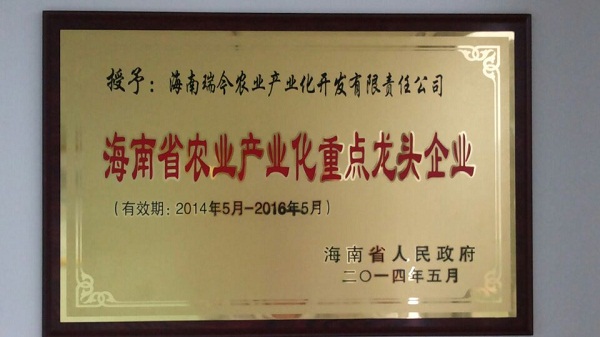 授予：海南瑞今农业产业化开发有限责任公司
海南省农业产业化重点龙头企业
（有效期：2014年5月-2016年5月）
海南省人民政府
二〇一四年五月